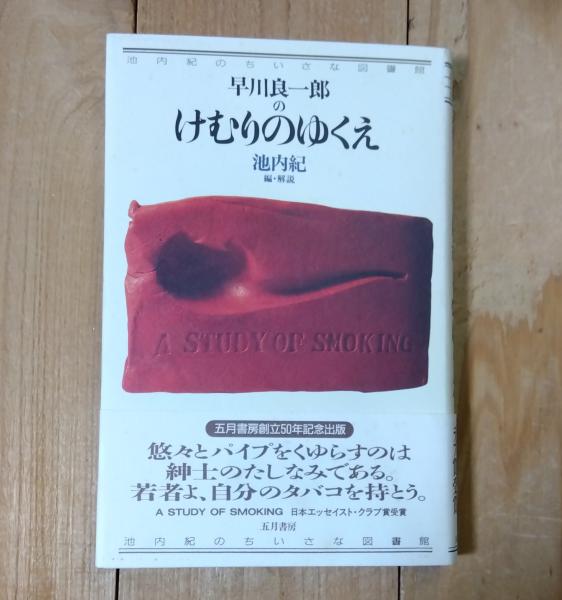 池内紀のちいさな図書館
早川良一郎
の
けむりのゆくえ
池内紀
編・解説
A STUDY OF SMOKING
五月書房創立50年記念出版
悠々とパイプをくゆらすのは
紳士のたしなみである。
若者よ、自分のタバコを持とう。
A STUDY OF SMOKING 日本エッセイスト・クラブ賞受賞
五月書房
池内紀のちいさな図書館